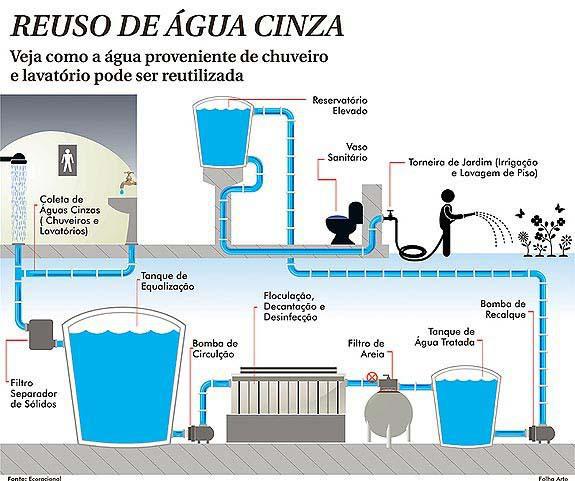 REUSO DE ÁGUA CINZA
Veja como a água proveniente de chuveiro
e lavatório pode ser reutilizada
Reservatório
Elevado
Vaso
Sanitário
Torneira de Jardim (Irrigação
e Lavagem de Piso)
Coleta de
Águas Cinzas
( Chuveiros e
Lavatórios)
Tanque de
Equalização
Floculação,
Decantação e
Desinfecção
Bomba de
Recalque
Bomba de
Circulção
Filtro de
Areia
Tanque de
Água Tratada
Filtro
Separador
de Sólidos
Fonte: Ecoracional
Folha Arte